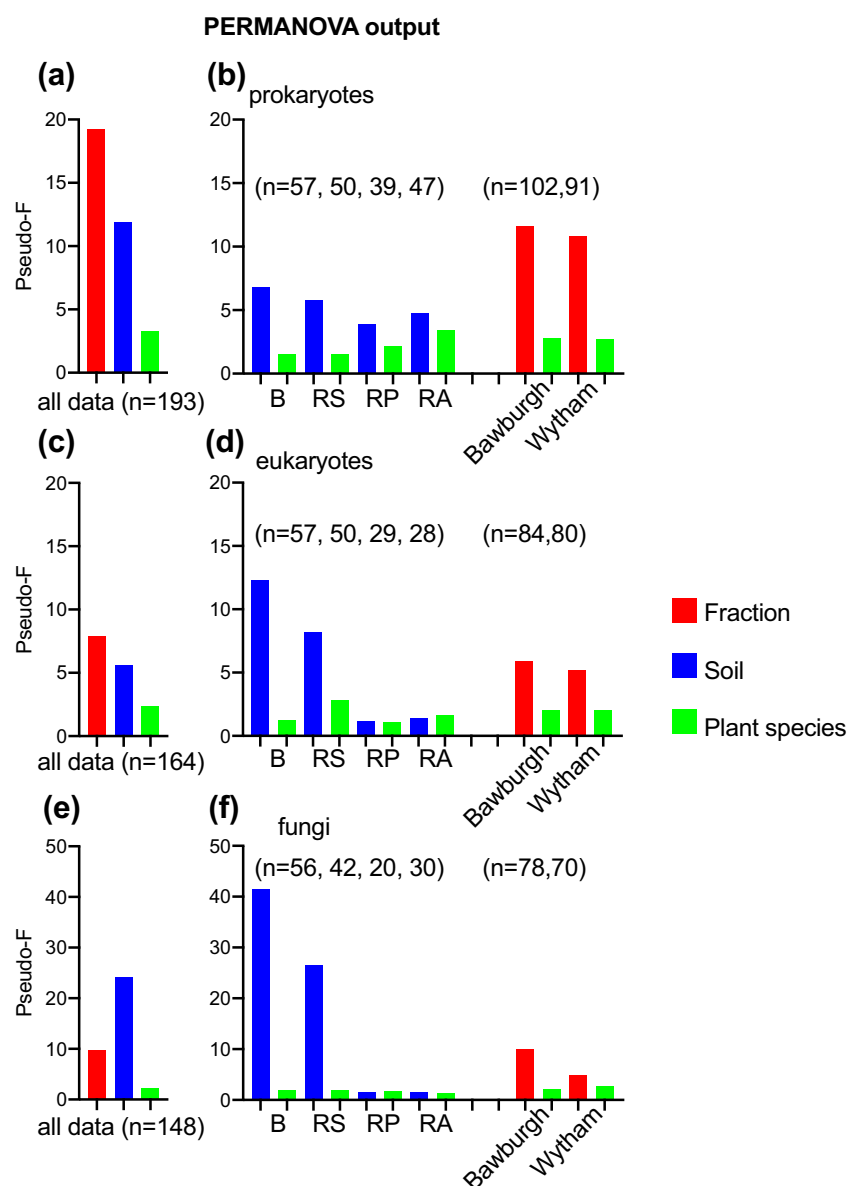 PERMANOVA output
(a)
20
15
10
5
0
Pseudo-F
all data (n=193)
(b)
prokaryotes
20
15
10
5
0
(n=57, 50, 39, 47)
(n=102,91)
B
RS
RP
RA
Bawburgh
Wytham
(c)
20
15
10
5
0
Pseudo-F
all data (n=164)
(d)
eukaryotes
20
15
10
5
0
(n=57, 50, 29, 28)
(n=84,80)
B
RS
RP
RA
Bawburgh
Wytham
Fraction
Soil
Plant species
(e)
50
40
30
20
10
0
Pseudo-F
all data (n=148)
(f)
fungi
50
40
30
20
10
0
(n=56, 42, 20, 30)
(n=78,70)
B
RS
RP
RA
Bawburgh
Wytham